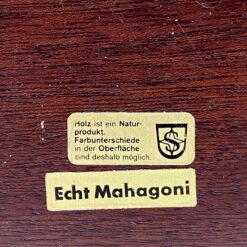 Holz ist ein Natur-
produkt.
Farbunterschiede
in der Oberfläche
sind deshalb möglich.
Echt Mahagoni